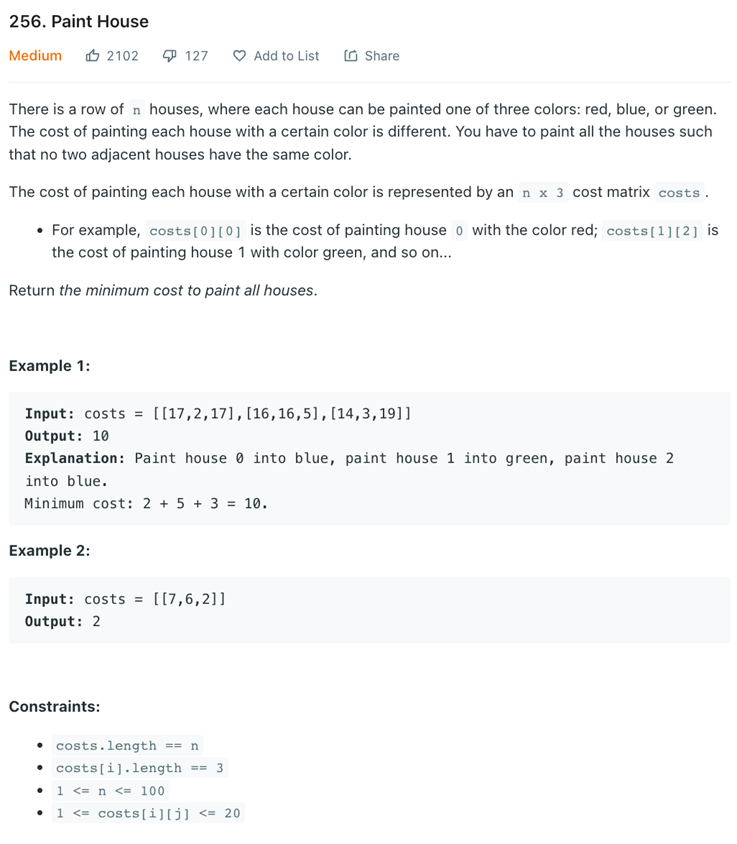 256. Paint House
Medium 2102 127 Add to List Share
There is a row of n houses, where each house can be painted one of three colors: red, blue, or green.
The cost of painting each house with a certain color is different. You have to paint all the houses such
that no two adjacent houses have the same color.
The cost of painting each house with a certain color is represented by an n x 3 cost matrix costs.
• For example, costs[0][0] is the cost of painting house 0 with the color red; costs[1][2] is
the cost of painting house 1 with color green, and so on...
Return the minimum cost to paint all houses.
Example 1:
Input: costs = [[17,2,17],[16,16,5],[14,3,19]]
Output: 10
Explanation: Paint house 0 into blue, paint house 1 into green, paint house 2
into blue.
Minimum cost: 2 + 5 + 3 = 10.
Example 2:
Input: costs = [[7,6,2]]
Output: 2
Constraints:
• costs.length == n
• costs[i].length == 3
• 1 <= n <= 100
• 1 <= costs[i][j] <= 20